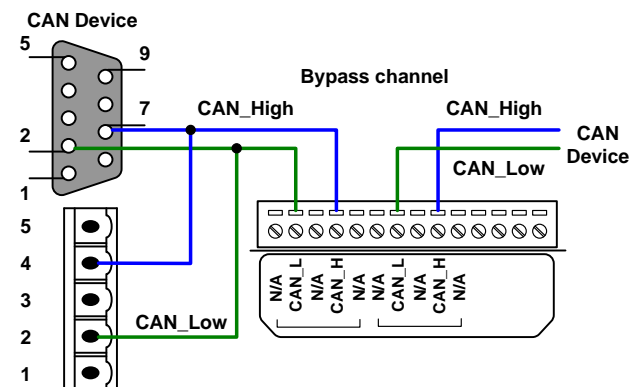 CAN Device
5
9
Bypass channel
7
CAN_High
CAN_High
2
CAN
Device
CAN_Low
1
5
4
3
2
1
CAN_Low
N/A
CAN_L
N/A
CAN_H
N/A
N/A
CAN_L
N/A
CAN_H
N/A